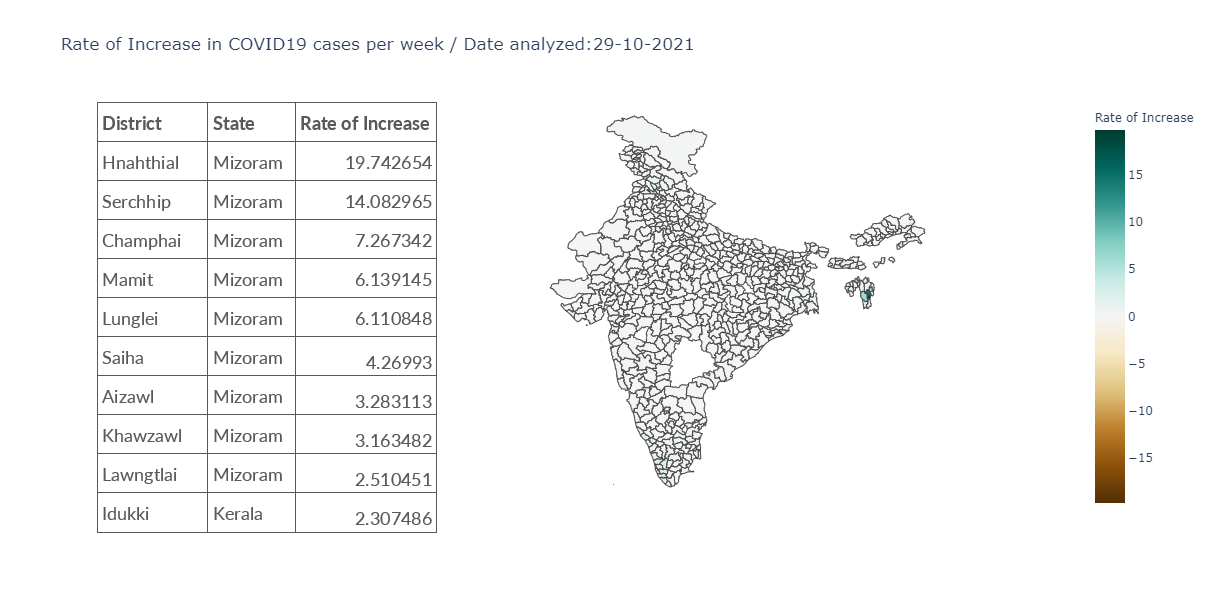 Rate of Increase in COVID19 cases per week / Date analyzed:29-10-2021
District State Rate of Increase
Hnahthial Mizoram 19.742654
Serchhip Mizoram 14.082965
Champhai Mizoram 7.267342
Mamit Mizoram 6.139145
Lunglei Mizoram 6.110848
Saiha Mizoram 4.26993
Aizawl Mizoram 3.283113
Khawzawl Mizoram 3.163482
Lawngtlai Mizoram 2.510451
Idukki Kerala 2.307486
Rate of Increase
15
10
5
0
−5
−10
−15